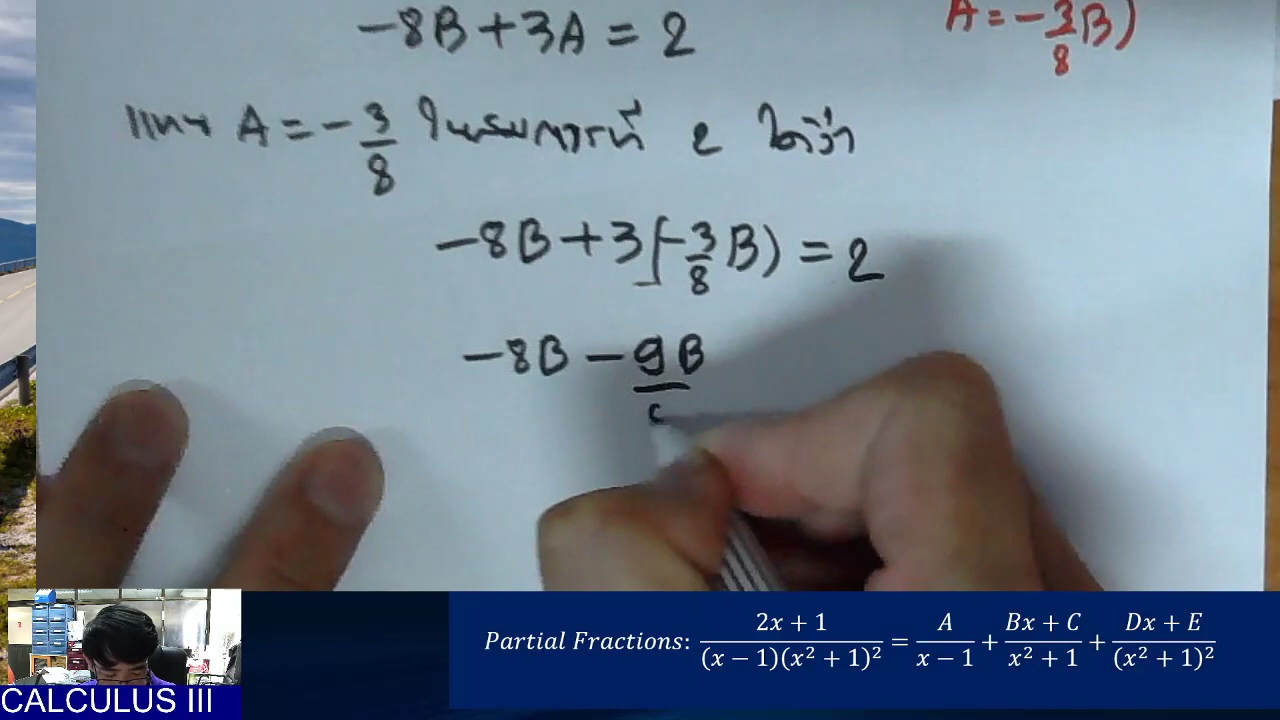 -8B + 3A = 2
A = -3/8 B)
แทน A = -3/8 ในสมการที่ 2 ได้ว่า
-8B + 3(-3/8 B) = 2
-8B - 9B
Partial Fractions: (2x + 1)/((x − 1)(x² + 1)²) = A/(x − 1) + (Bx + C)/(x² + 1) + (Dx + E)/((x² + 1)²)
CALCULUS III